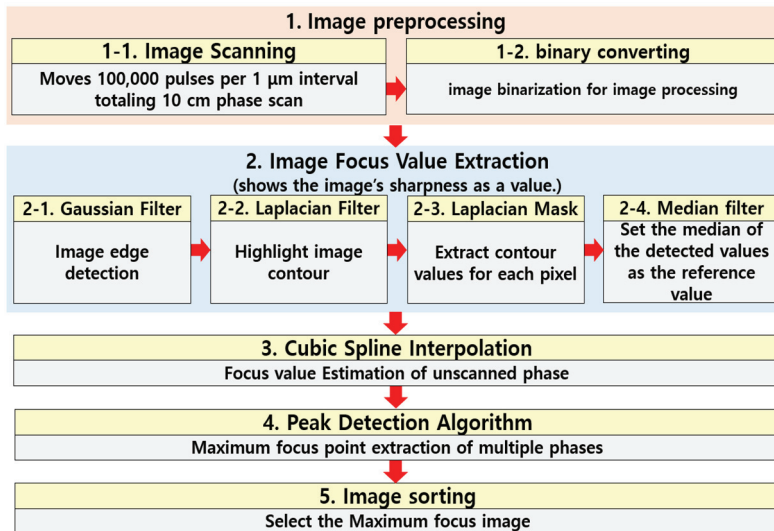 1. Image preprocessing
1-1. Image Scanning
Moves 100,000 pulses per 1 μm interval
totaling 10 cm phase scan
1-2. binary converting
image binarization for image processing
2. Image Focus Value Extraction
(shows the image's sharpness as a value.)
2-1. Gaussian Filter
Image edge
detection
2-2. Laplacian Filter
Highlight image
contour
2-3. Laplacian Mask
Extract contour
values for each pixel
2-4. Median filter
Set the median of
the detected values
as the reference
value
3. Cubic Spline Interpolation
Focus value Estimation of unscanned phase
4. Peak Detection Algorithm
Maximum focus point extraction of multiple phases
5. Image sorting
Select the Maximum focus image